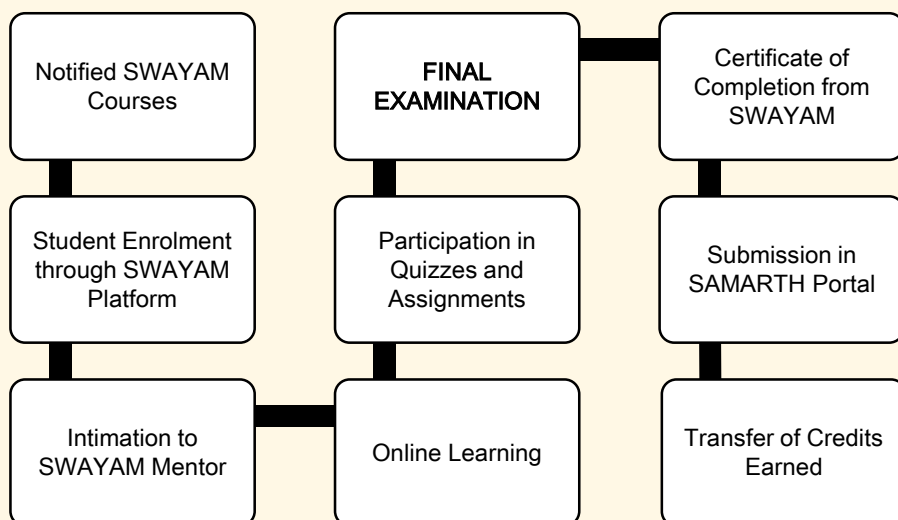 Notified SWAYAM
Courses
Student Enrolment
through SWAYAM
Platform
Intimation to
SWAYAM Mentor
Online Learning
Participation in
Quizzes and
Assignments
FINAL
EXAMINATION
Certificate of
Completion from
SWAYAM
Submission in
SAMARTH Portal
Transfer of Credits
Earned